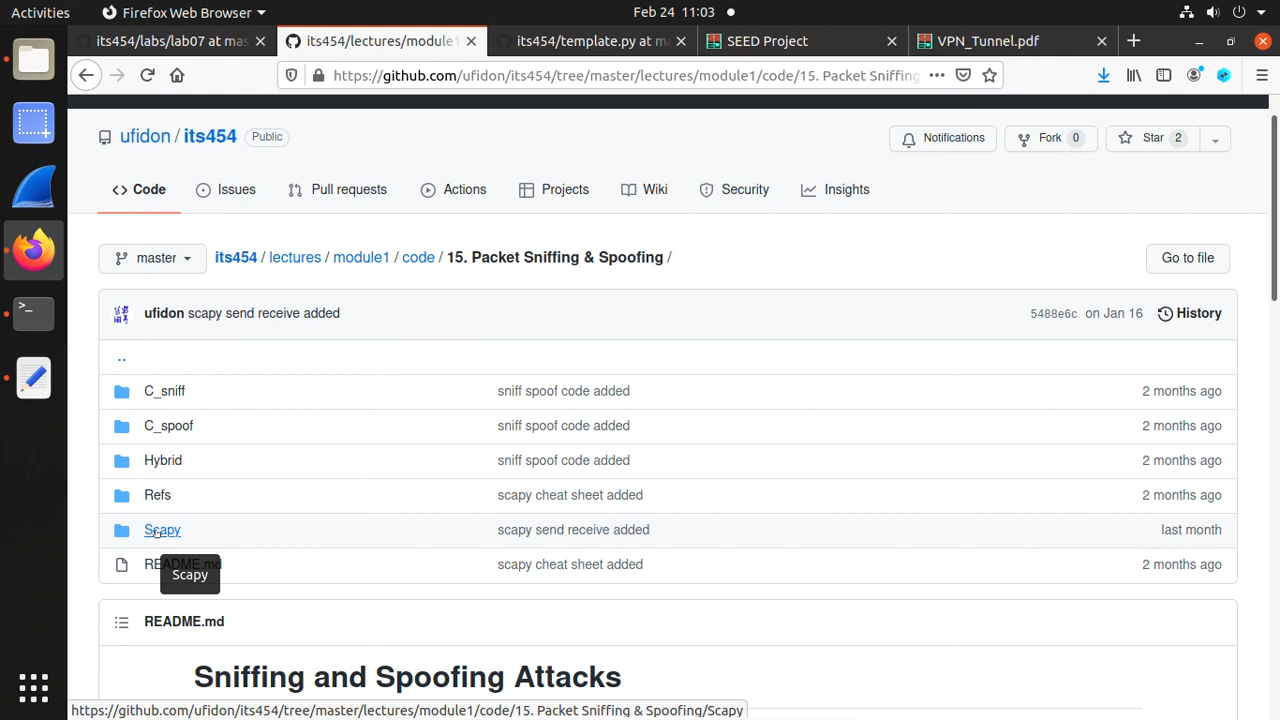 Activities Firefox Web Browser Feb 24 11:03
its454/labs/lab07 at mas its454/lectures/module1 its454/template.py at ma SEED Project VPN_Tunnel.pdf
https://github.com/ufidon/its454/tree/master/lectures/module1/code/15. Packet Sniffing
ufidon / its454 Public Notifications Fork 0 Star 2
Code Issues Pull requests Actions Projects Wiki Security Insights
master its454 / lectures / module1 / code / 15. Packet Sniffing & Spoofing / Go to file
ufidon scapy send receive added 5488e6c on Jan 16 History
..
C_sniff sniff spoof code added 2 months ago
C_spoof sniff spoof code added 2 months ago
Hybrid sniff spoof code added 2 months ago
Refs scapy cheat sheet added 2 months ago
Scapy scapy send receive added last month
README.md scapy cheat sheet added 2 months ago
Scapy
README.md
Sniffing and Spoofing Attacks
https://github.com/ufidon/its454/tree/master/lectures/module1/code/15. Packet Sniffing & Spoofing/Scapy